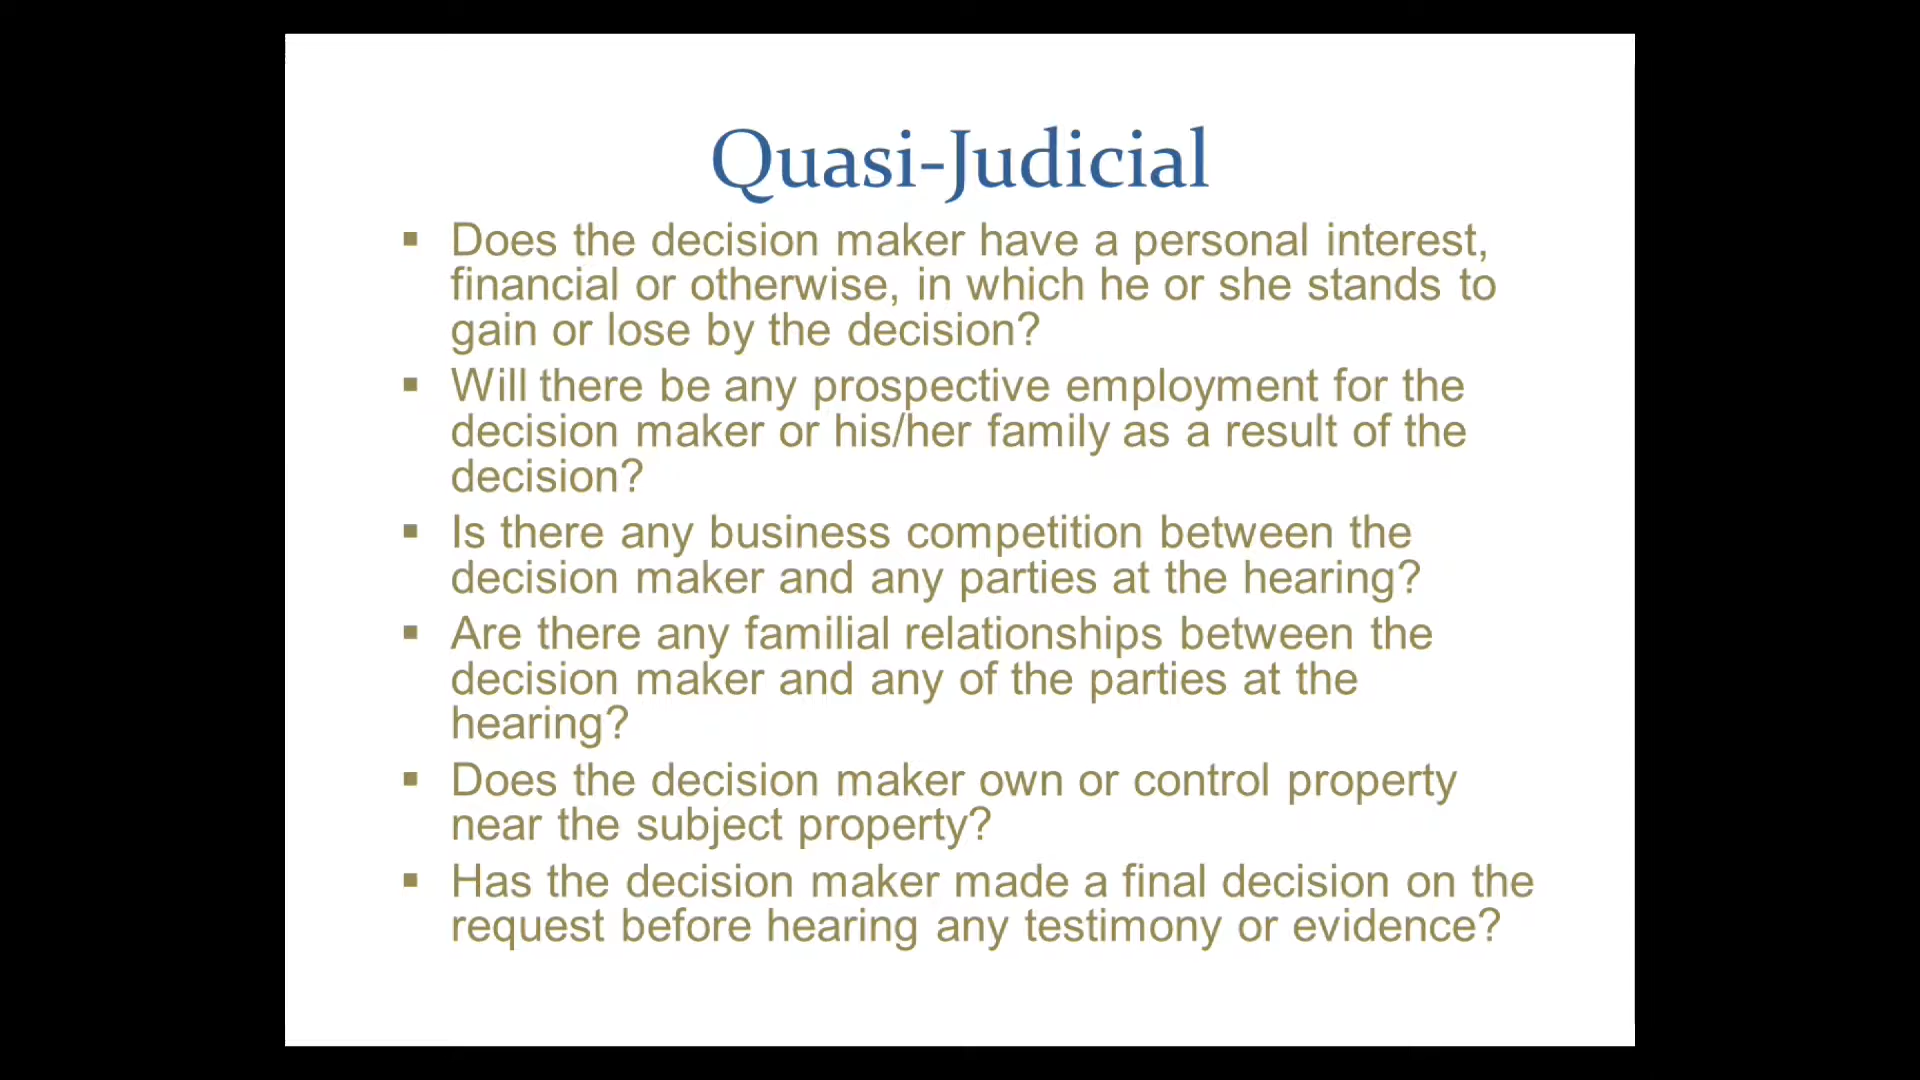 Quasi-Judicial
▪ Does the decision maker have a personal interest,
financial or otherwise, in which he or she stands to
gain or lose by the decision?
▪ Will there be any prospective employment for the
decision maker or his/her family as a result of the
decision?
▪ Is there any business competition between the
decision maker and any parties at the hearing?
▪ Are there any familial relationships between the
decision maker and any of the parties at the
hearing?
▪ Does the decision maker own or control property
near the subject property?
▪ Has the decision maker made a final decision on the
request before hearing any testimony or evidence?